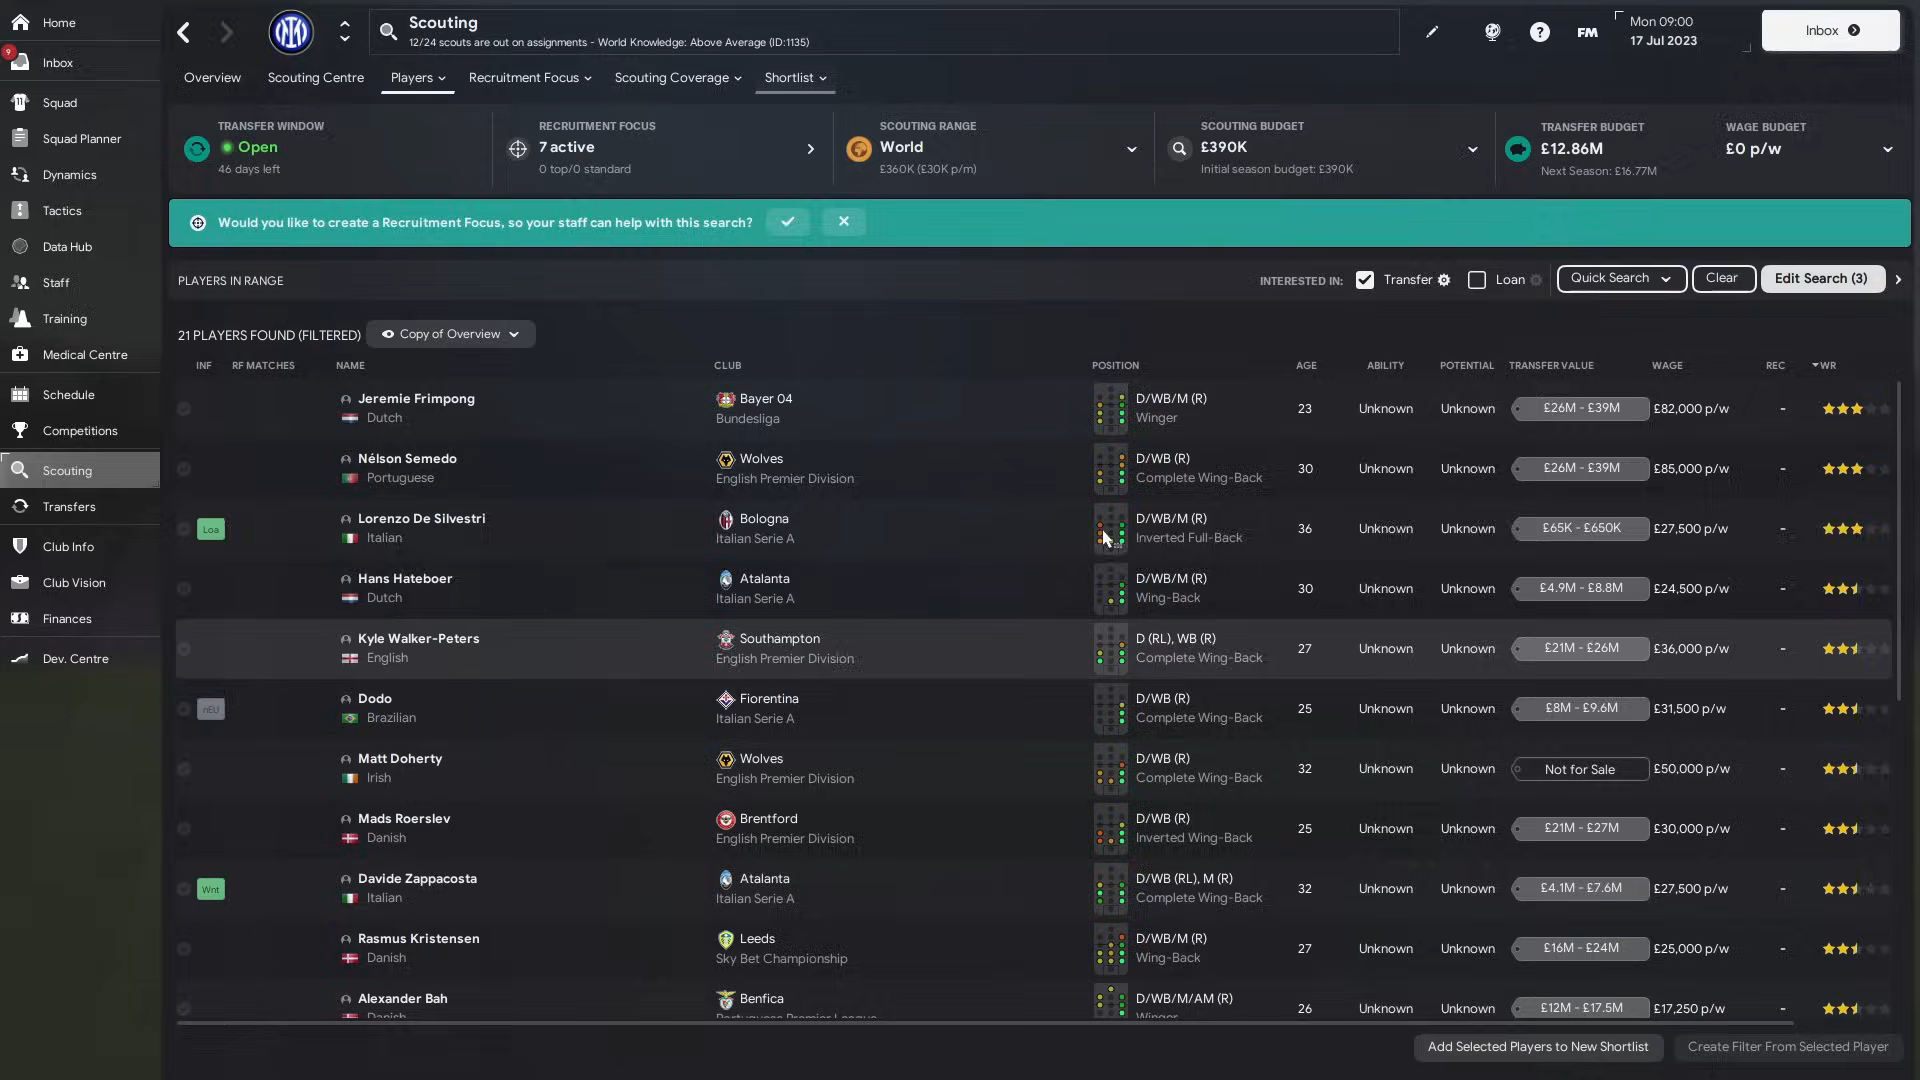 Home
9
Inbox
Squad
Squad Planner
Dynamics
Tactics
Data Hub
Staff
Training
Medical Centre
Schedule
Competitions
Scouting
Transfers
Club Info
Club Vision
Finances
Dev. Centre
Scouting
12/24 scouts are out on assignments - World Knowledge: Above Average (ID:1135)
FM
Mon 09:00
17 Jul 2023
Inbox
Overview Scouting Centre Players Recruitment Focus Scouting Coverage Shortlist
TRANSFER WINDOW
Open
46 days left
RECRUITMENT FOCUS
7 active
0 top/0 standard
SCOUTING RANGE
World
£360K (£30K p/m)
SCOUTING BUDGET
£390K
Initial season budget: £390K
TRANSFER BUDGET
£12.86M
Next Season: £16.77M
WAGE BUDGET
£0 p/w
Would you like to create a Recruitment Focus, so your staff can help with this search?
PLAYERS IN RANGE
INTERESTED IN: Transfer Loan Quick Search Clear Edit Search (3)
21 PLAYERS FOUND (FILTERED) Copy of Overview
INF RF MATCHES NAME CLUB POSITION AGE ABILITY POTENTIAL TRANSFER VALUE WAGE REC WR
Jeremie Frimpong Bayer 04 D/WB/M (R) 23 Unknown Unknown £26M - £39M £82,000 p/w -
Dutch Bundesliga Winger
Nélson Semedo Wolves D/WB (R) 30 Unknown Unknown £26M - £39M £85,000 p/w -
Portuguese English Premier Division Complete Wing-Back
Loa Lorenzo De Silvestri Bologna D/WB/M (R) 36 Unknown Unknown £65K - £650K £27,500 p/w -
Italian Italian Serie A Inverted Full-Back
Hans Hateboer Atalanta D/WB/M (R) 30 Unknown Unknown £4.9M - £8.8M £24,500 p/w -
Dutch Italian Serie A Wing-Back
Kyle Walker-Peters Southampton D (RL), WB (R) 27 Unknown Unknown £21M - £26M £36,000 p/w -
English English Premier Division Complete Wing-Back
nEU Dodo Fiorentina D/WB (R) 25 Unknown Unknown £8M - £9.6M £31,500 p/w -
Brazilian Italian Serie A Complete Wing-Back
Matt Doherty Wolves D/WB (R) 32 Unknown Unknown Not for Sale £50,000 p/w -
Irish English Premier Division Complete Wing-Back
Mads Roerslev Brentford D/WB (R) 25 Unknown Unknown £21M - £27M £30,000 p/w -
Danish English Premier Division Inverted Wing-Back
Wnt Davide Zappacosta Atalanta D/WB (RL), M (R) 32 Unknown Unknown £4.1M - £7.6M £27,500 p/w -
Italian Italian Serie A Complete Wing-Back
Rasmus Kristensen Leeds D/WB/M (R) 27 Unknown Unknown £16M - £24M £25,000 p/w -
Danish Sky Bet Championship Wing-Back
Alexander Bah Benfica D/WB/M/AM (R) 26 Unknown Unknown £12M - £17.5M £17,250 p/w -
Danish Portuguese Premier League Winger
Add Selected Players to New Shortlist Create Filter From Selected Player